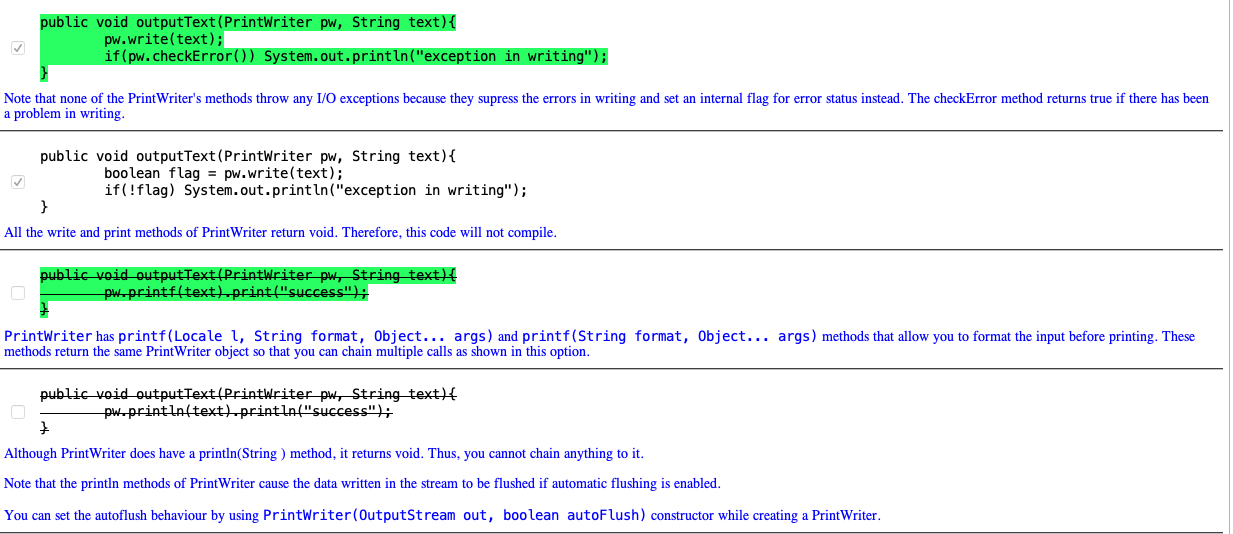 public void outputText(PrintWriter pw, String text){
pw.write(text);
if(pw.checkError()) System.out.println("exception in writing");
}
Note that none of the PrintWriter's methods throw any I/O exceptions because they supress the errors in writing and set an internal flag for error status instead. The checkError method returns true if there has been
a problem in writing.
public void outputText(PrintWriter pw, String text){
boolean flag = pw.write(text);
if(!flag) System.out.println("exception in writing");
}
All the write and print methods of PrintWriter return void. Therefore, this code will not compile.
public void outputText(PrintWriter pw, String text){
pw.printf(text).print("success");
}
PrintWriter has printf(Locale l, String format, Object... args) and printf(String format, Object... args) methods that allow you to format the input before printing. These
methods return the same PrintWriter object so that you can chain multiple calls as shown in this option.
public void outputText(PrintWriter pw, String text){
pw.println(text).println("success");
}
Although PrintWriter does have a println(String ) method, it returns void. Thus, you cannot chain anything to it.
Note that the println methods of PrintWriter cause the data written in the stream to be flushed if automatic flushing is enabled.
You can set the autoflush behaviour by using PrintWriter(OutputStream out, boolean autoFlush) constructor while creating a PrintWriter.